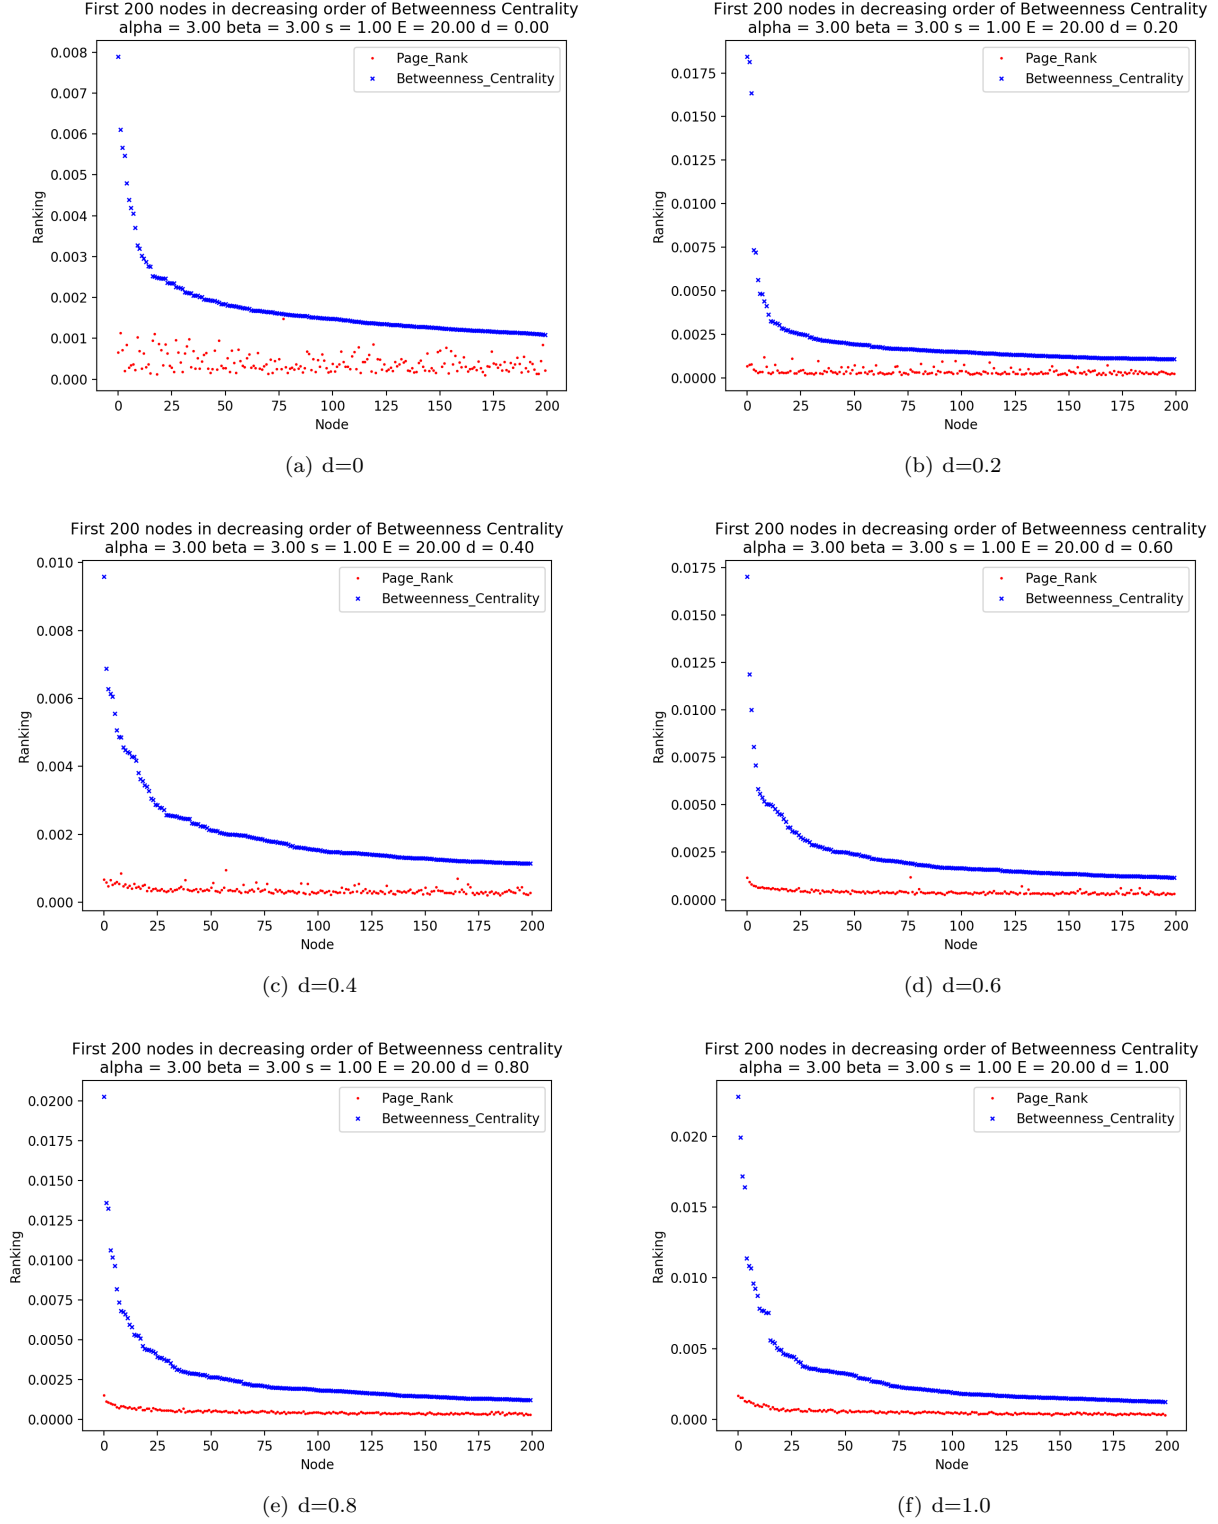 First 200 nodes in decreasing order of Betweenness Centrality
alpha = 3.00 beta = 3.00 s = 1.00 E = 20.00 d = 0.00
Page_Rank
Betweenness_Centrality
0.008
0.007
0.006
0.005
0.004
0.003
0.002
0.001
0.000
Ranking
0 25 50 75 100 125 150 175 200
Node
(a) d=0
First 200 nodes in decreasing order of Betweenness Centrality
alpha = 3.00 beta = 3.00 s = 1.00 E = 20.00 d = 0.20
Page_Rank
Betweenness_Centrality
0.0175
0.0150
0.0125
0.0100
0.0075
0.0050
0.0025
0.0000
Ranking
0 25 50 75 100 125 150 175 200
Node
(b) d=0.2
First 200 nodes in decreasing order of Betweenness Centrality
alpha = 3.00 beta = 3.00 s = 1.00 E = 20.00 d = 0.40
Page_Rank
Betweenness_Centrality
0.010
0.008
0.006
0.004
0.002
0.000
Ranking
0 25 50 75 100 125 150 175 200
Node
(c) d=0.4
First 200 nodes in decreasing order of Betweenness centrality
alpha = 3.00 beta = 3.00 s = 1.00 E = 20.00 d = 0.60
Page_Rank
Betweenness_Centrality
0.0175
0.0150
0.0125
0.0100
0.0075
0.0050
0.0025
0.0000
Ranking
0 25 50 75 100 125 150 175 200
Node
(d) d=0.6
First 200 nodes in decreasing order of Betweenness centrality
alpha = 3.00 beta = 3.00 s = 1.00 E = 20.00 d = 0.80
Page_Rank
Betweenness_Centrality
0.0200
0.0175
0.0150
0.0125
0.0100
0.0075
0.0050
0.0025
0.0000
Ranking
0 25 50 75 100 125 150 175 200
Node
(e) d=0.8
First 200 nodes in decreasing order of Betweenness Centrality
alpha = 3.00 beta = 3.00 s = 1.00 E = 20.00 d = 1.00
Page_Rank
Betweenness_Centrality
0.020
0.015
0.010
0.005
0.000
Ranking
0 25 50 75 100 125 150 175 200
Node
(f) d=1.0